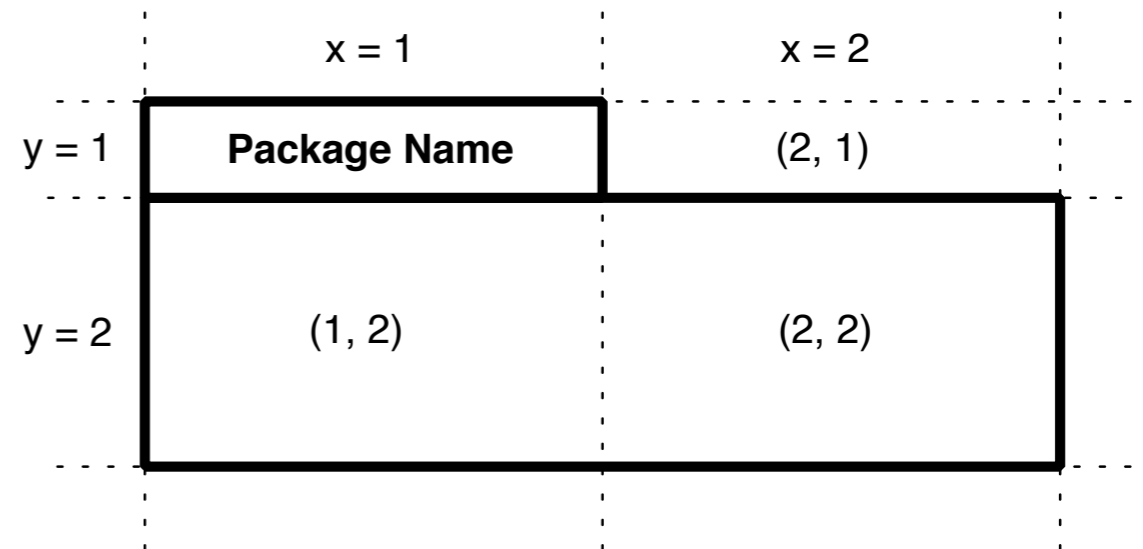 x = 1 x = 2
y = 1 Package Name (2, 1)
y = 2 (1, 2) (2, 2)